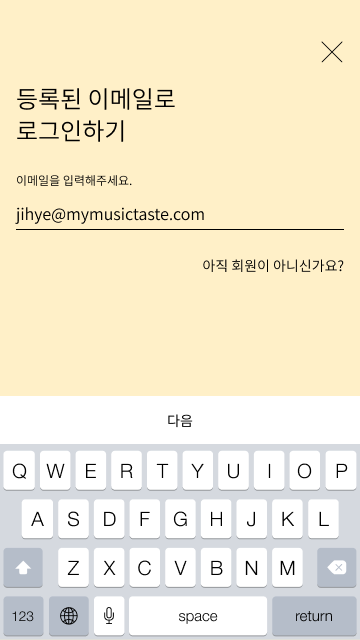 등록된 이메일로
로그인하기
이메일을 입력해주세요.
jihye@mymusictaste.com
아직 회원이 아니신가요?
다음
Q W E R T Y U I O P
A S D F G H J K L
Z X C V B N M
123 space return